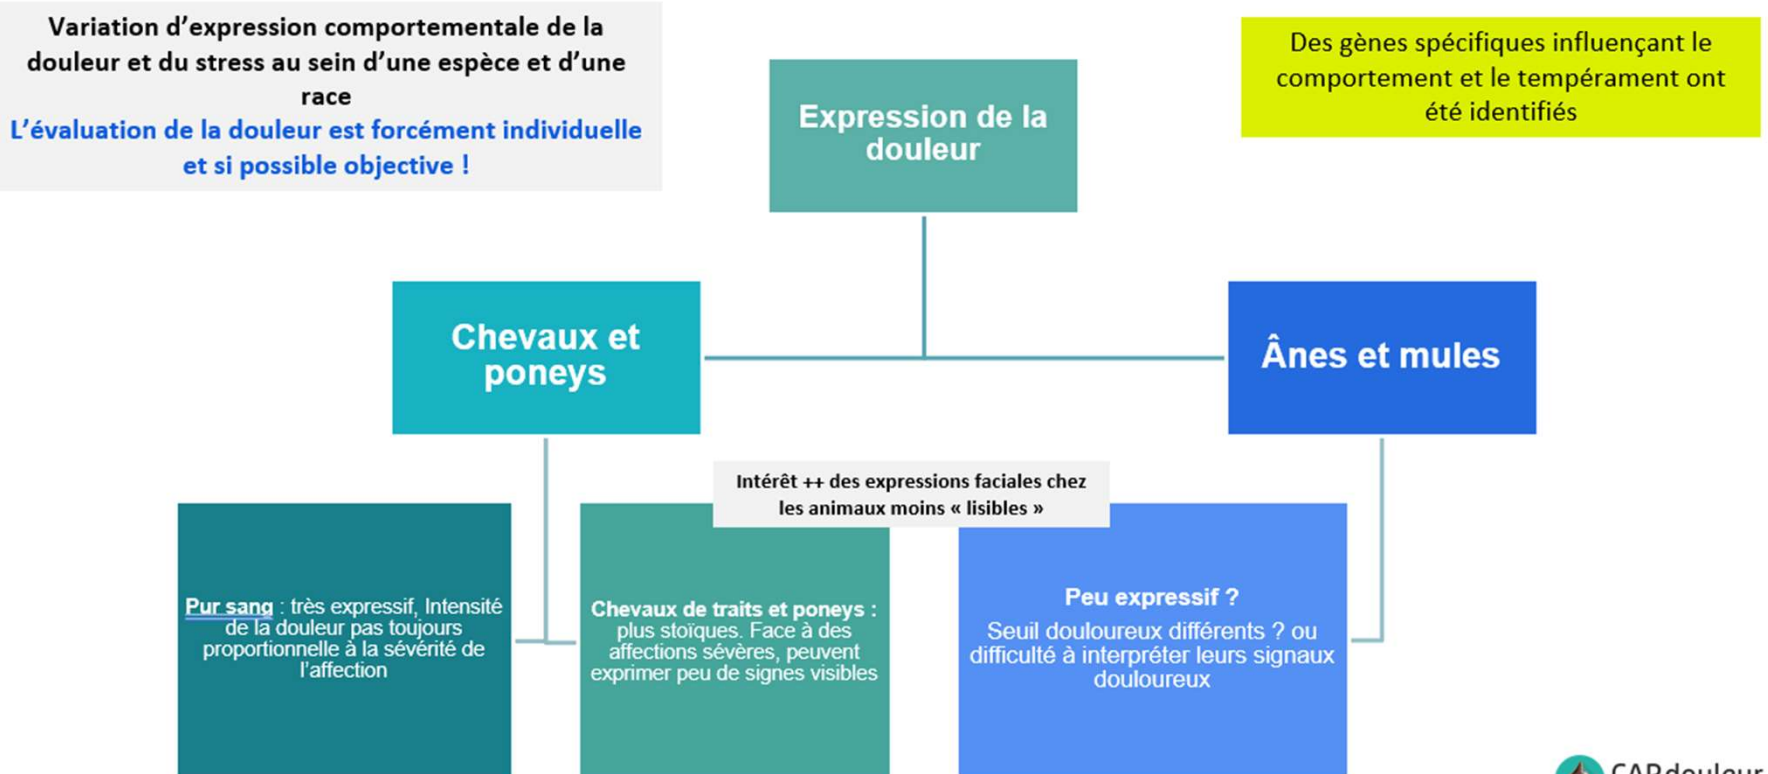 Variation d’expression comportementale de la
douleur et du stress au sein d’une espèce et d’une
race
L’évaluation de la douleur est forcément individuelle
et si possible objective !
Des gènes spécifiques influençant le
comportement et le tempérament ont
été identifiés
Expression de la
douleur
Chevaux et
poneys
Ânes et mules
Intérêt ++ des expressions faciales chez
les animaux moins « lisibles »
Pur sang : très expressif, Intensité
de la douleur pas toujours
proportionnelle à la sévérité de
l’affection
Chevaux de traits et poneys :
plus stoïques. Face à des
affections sévères, peuvent
exprimer peu de signes visibles
Peu expressif ?
Seuil douloureux différents ? ou
difficulté à interpréter leurs signaux
douloureux
CAPdouleur